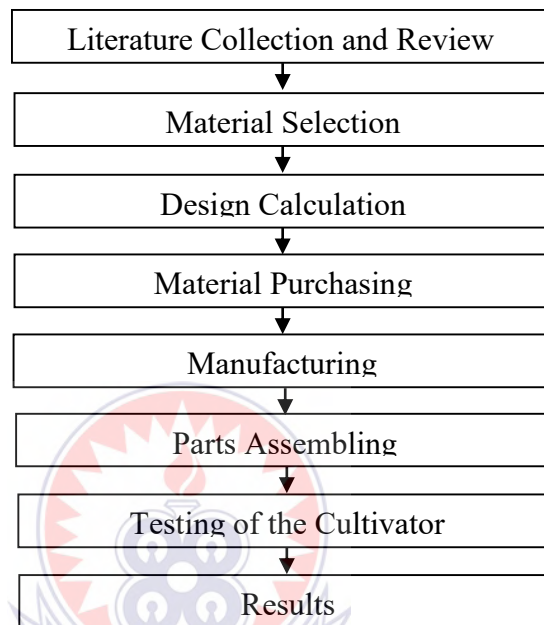 Literature Collection and Review
Material Selection
Design Calculation
Material Purchasing
Manufacturing
Parts Assembling
Testing of the Cultivator
Results